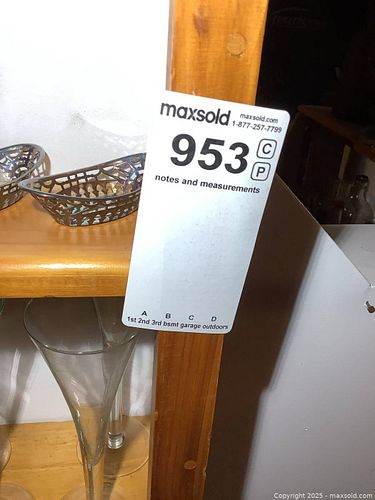 maxsold maxsold.com
1-877-257-7799
953 C
P
notes and measurements
A B C D
1st 2nd 3rd bsmt garage outdoors
Copyright © 2025 - maxsold.com